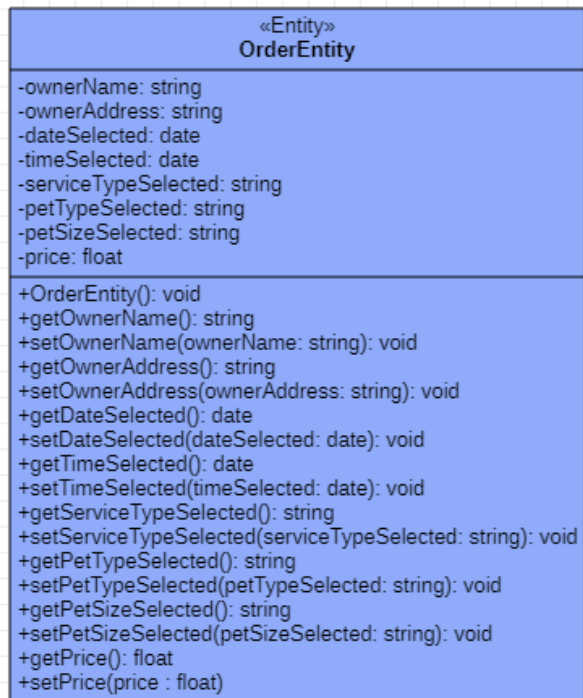 «Entity»
OrderEntity
-ownerName: string
-ownerAddress: string
-dateSelected: date
-timeSelected: date
-serviceTypeSelected: string
-petTypeSelected: string
-petSizeSelected: string
-price: float
+OrderEntity(): void
+getOwnerName(): string
+setOwnerName(ownerName: string): void
+getOwnerAddress(): string
+setOwnerAddress(ownerAddress: string): void
+getDateSelected(): date
+setDateSelected(dateSelected: date): void
+getTimeSelected(): date
+setTimeSelected(timeSelected: date): void
+getServiceTypeSelected(): string
+setServiceTypeSelected(serviceTypeSelected: string): void
+getPetTypeSelected(): string
+setPetTypeSelected(petTypeSelected: string): void
+getPetSizeSelected(): string
+setPetSizeSelected(petSizeSelected: string): void
+getPrice(): float
+setPrice(price : float)